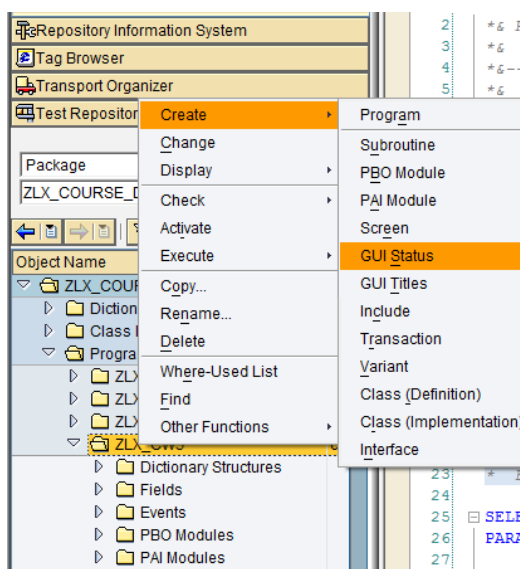 Repository Information System
Tag Browser
Transport Organizer
Test Repositor
Package
ZLX_COURSE_D
Object Name
ZLX_COUR
Diction
Class
Progra
ZLX
ZLX
ZLX
ZLX_CW3
Dictionary Structures
Fields
Events
PBO Modules
PAI Modules
Create
Change
Display
Check
Activate
Execute
Copy...
Rename...
Delete
Where-Used List
Find
Other Functions
Program
Subroutine
PBO Module
PAI Module
Screen
GUI Status
GUI Titles
Include
Transaction
Variant
Class (Definition)
Class (Implementation)
Interface
2 *&
3 *&
4 *&--
5 *&
23 *
24
25 SELE
26 PARA
27